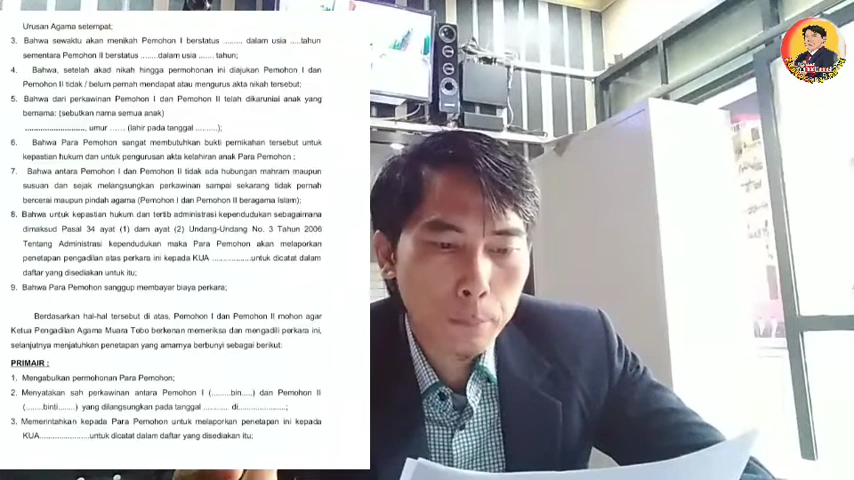 Urusan Agama setempat;
3. Bahwa sewaktu akan menikah Pemohon I berstatus ......... dalam usia .....tahun
sementara Pemohon II berstatus ........dalam usia ....... tahun;
4. Bahwa, setelah akad nikah hingga permohonan ini diajukan Pemohon I dan
Pemohon II tidak / belum pernah mendapat atau mengurus akta nikah tersebut;
5. Bahwa dari perkawinan Pemohon I dan Pemohon II telah dikaruniai anak yang
bernama: (sebutkan nama semua anak)
........................., umur ...... (lahir pada tanggal ..........);
6. Bahwa Para Pemohon sangat membutuhkan bukti pernikahan tersebut untuk
kepastian hukum dan untuk pengurusan akta kelahiran anak Para Pemohon ;
7. Bahwa antara Pemohon I dan Pemohon II tidak ada hubungan mahram maupun
susuan dan sejak melangsungkan perkawinan sampai sekarang tidak pernah
bercerai maupun pindah agama (Pemohon I dan Pemohon II beragama Islam);
8. Bahwa untuk kepastian hukum dan tertib administrasi kependudukan sebagaimana
dimaksud Pasal 34 ayat (1) dam ayat (2) Undang-Undang No. 3 Tahun 2006
Tentang Administrasi kependudukan maka Para Pemohon akan melaporkan
penetapan pengadilan atas perkara ini kepada KUA ..................untuk dicatat dalam
daftar yang disediakan untuk itu;
9. Bahwa Para Pemohon sanggup membayar biaya perkara;
Berdasarkan hal-hal tersebut di atas, Pemohon I dan Pemohon II mohon agar
Ketua Pengadilan Agama Muara Tebo berkenan memeriksa dan mengadili perkara ini,
selanjutnya menjatuhkan penetapan yang amarnya berbunyi sebagai berikut:
PRIMAIR :
1. Mengabulkan permohonan Para Pemohon;
2. Menyatakan sah perkawinan antara Pemohon I (........bin.....) dan Pemohon II
(........binti........) yang dilangsungkan pada tanggal ........... di......................;
3. Memerintahkan kepada Para Pemohon untuk melaporkan penetapan ini kepada
KUA.......................untuk dicatat dalam daftar yang disediakan itu;